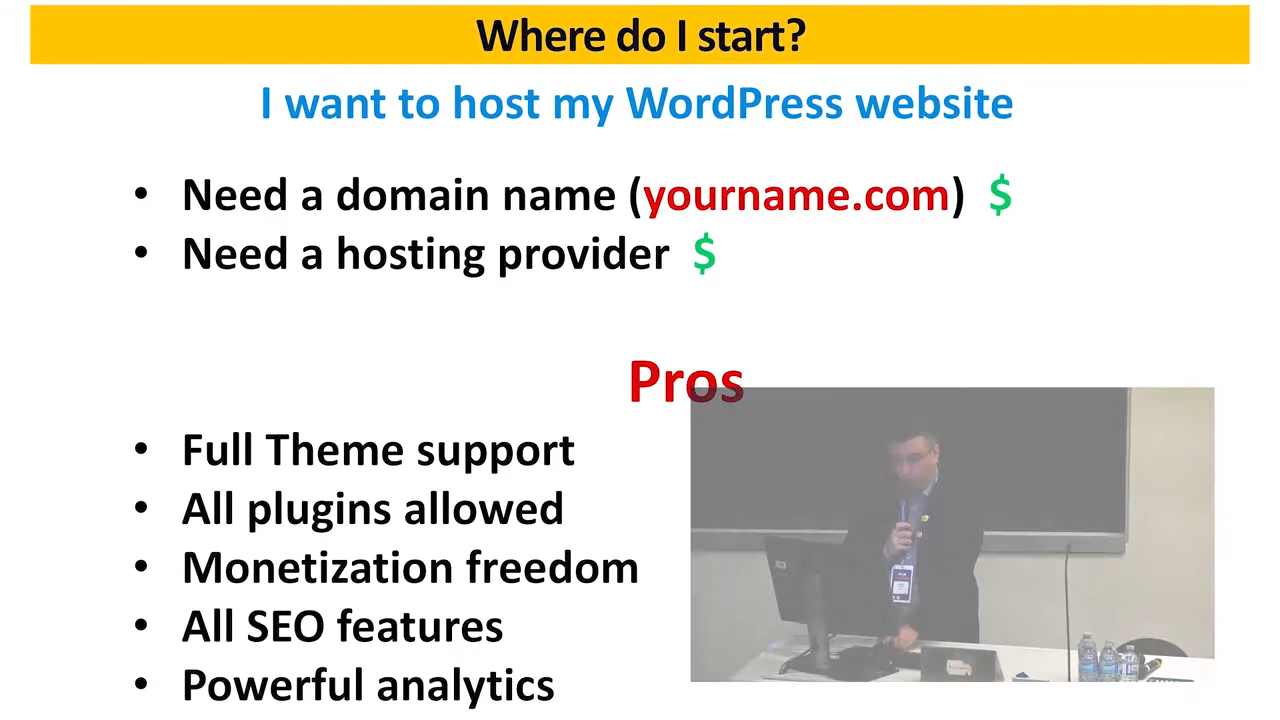 Where do I start?
I want to host my WordPress website
• Need a domain name (yourname.com) $
• Need a hosting provider $
Pros
• Full Theme support
• All plugins allowed
• Monetization freedom
• All SEO features
• Powerful analytics